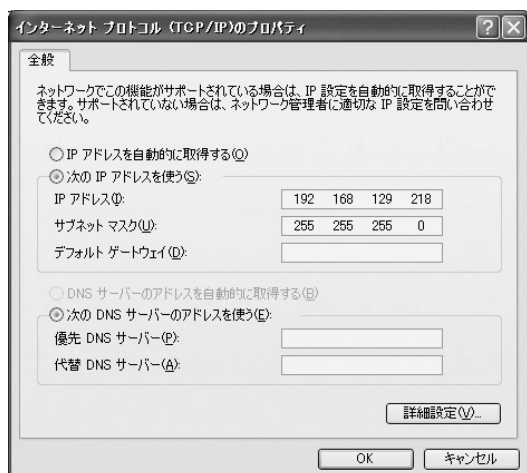 インターネット プロトコル (TCP/IP)のプロパティ
全般
ネットワークでこの機能がサポートされている場合は、IP 設定を自動的に取得することがで
きます。サポートされていない場合は、ネットワーク管理者に適切な IP 設定を問い合わせ
てください。
IP アドレスを自動的に取得する(O)
次の IP アドレスを使う(S):
IP アドレス(I): 192 168 129 218
サブネット マスク(U): 255 255 255 0
デフォルト ゲートウェイ(D):
DNS サーバーのアドレスを自動的に取得する(B)
次の DNS サーバーのアドレスを使う(E):
優先 DNS サーバー(P):
代替 DNS サーバー(A):
詳細設定(V)...
OK キャンセル